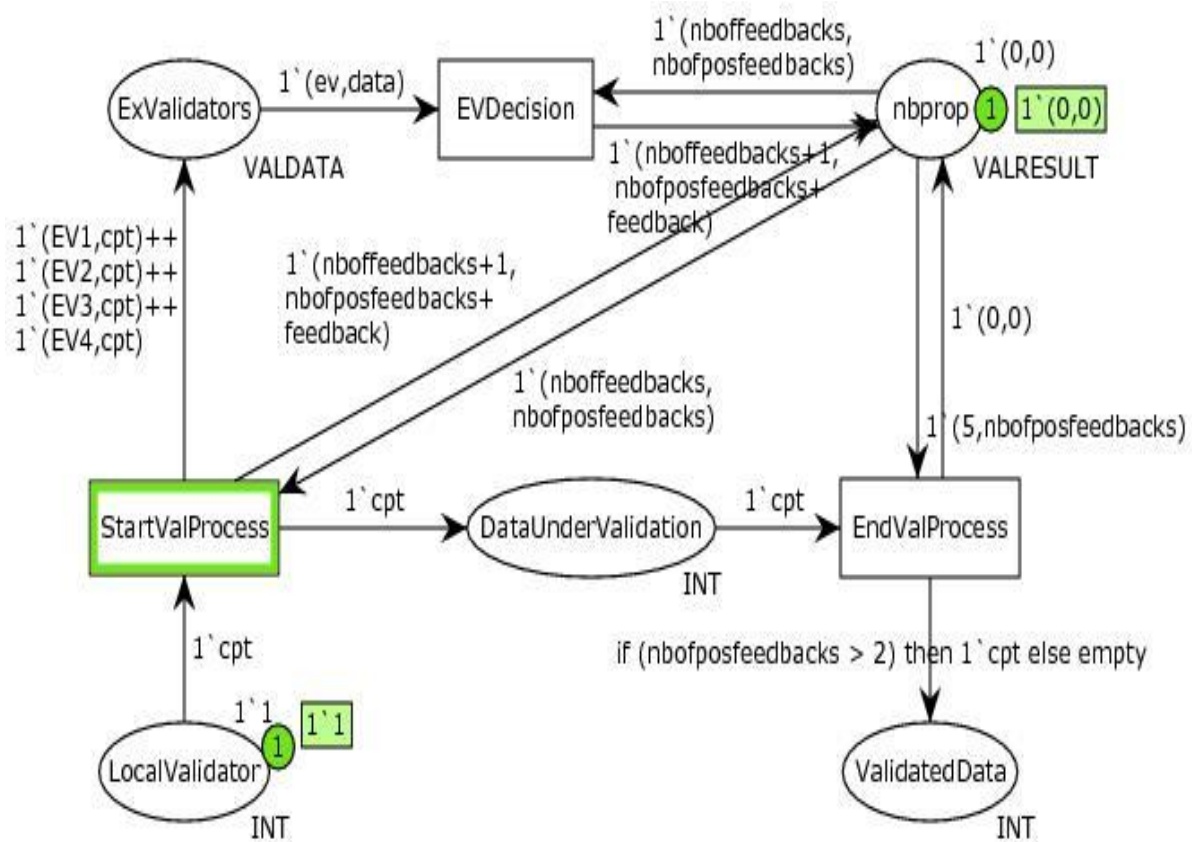 1`(nboffeedbacks,
nbofposfeedbacks)
1`(0,0)
ExValidators
1`(ev,data)
EVDecision
nbprop
1
1`(0,0)
VALDATA
VALRESULT
1`(nboffeedbacks+1,
nbofposfeedbacks+
feedback)
1`(EV1,cpt)++
1`(EV2,cpt)++
1`(EV3,cpt)++
1`(EV4,cpt)
1`(nboffeedbacks+1,
nbofposfeedbacks+
feedback)
1`(0,0)
1`(nboffeedbacks,
nbofposfeedbacks)
1`(5,nbofposfeedbacks)
StartValProcess
1`cpt
DataUnderValidation
1`cpt
EndValProcess
INT
1`cpt
if (nbofposfeedbacks > 2) then 1`cpt else empty
1`1
1
1`1
LocalValidator
INT
ValidatedData
INT